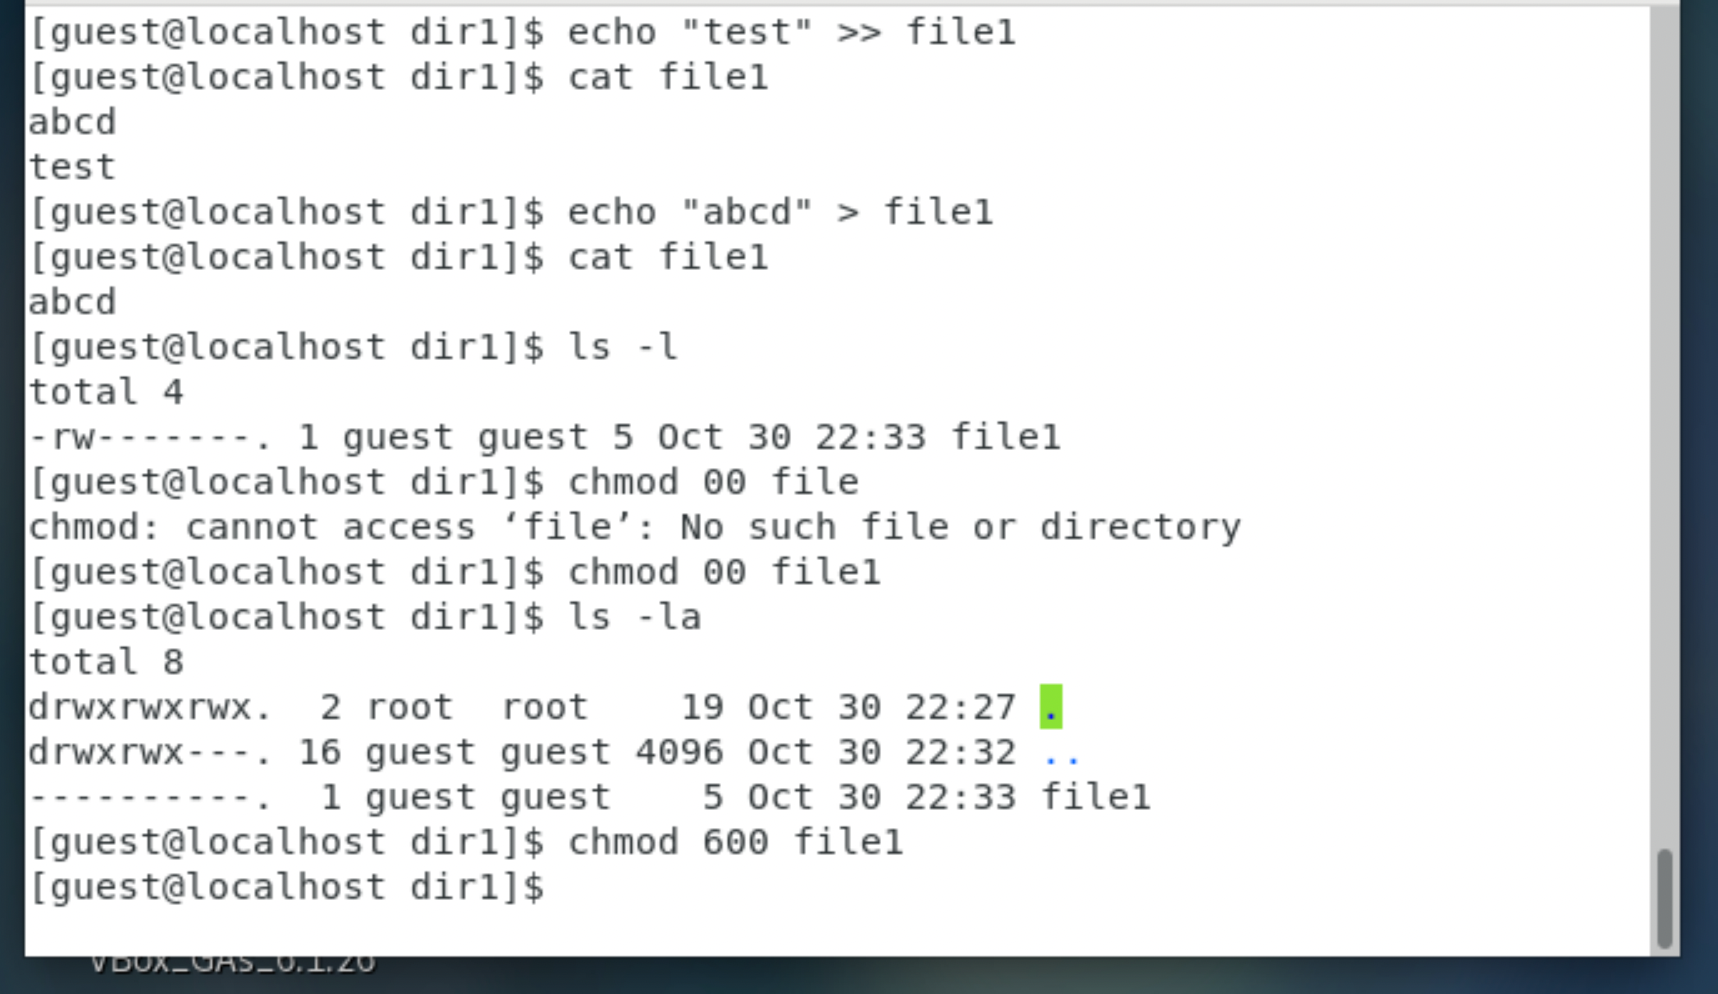 [guest@localhost dir1]$ echo "test" >> file1
[guest@localhost dir1]$ cat file1
abcd
test
[guest@localhost dir1]$ echo "abcd" > file1
[guest@localhost dir1]$ cat file1
abcd
[guest@localhost dir1]$ ls -l
total 4
-rw-------. 1 guest guest 5 Oct 30 22:33 file1
[guest@localhost dir1]$ chmod 00 file
chmod: cannot access ‘file’: No such file or directory
[guest@localhost dir1]$ chmod 00 file1
[guest@localhost dir1]$ ls -la
total 8
drwxrwxrwx.  2 root  root    19 Oct 30 22:27 .
drwxrwx---. 16 guest guest 4096 Oct 30 22:32 ..
----------.  1 guest guest    5 Oct 30 22:33 file1
[guest@localhost dir1]$ chmod 600 file1
[guest@localhost dir1]$
VBox_GAs_6.1.26